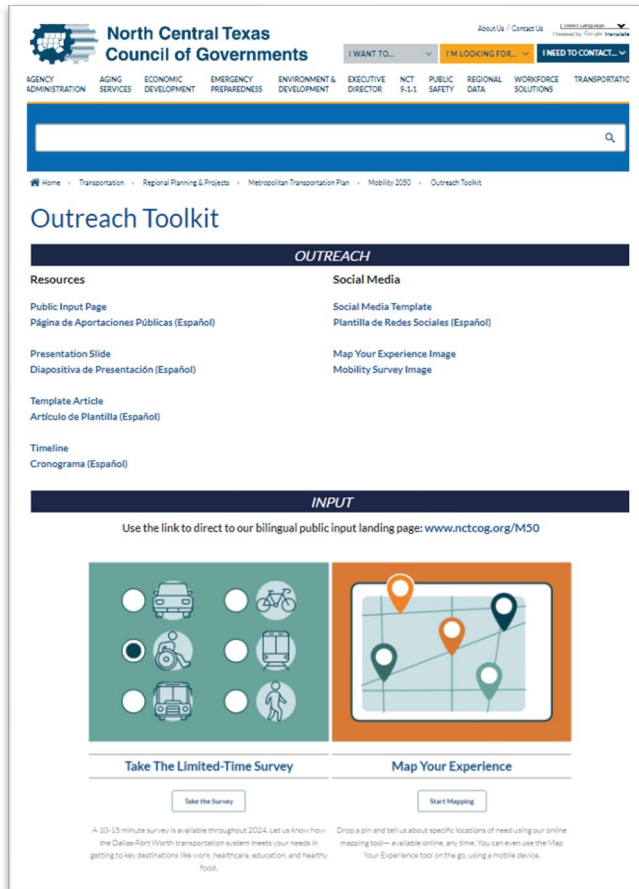 North Central Texas
Council of Governments
About Us / Contact Us
Select Language
Powered by Google Translate
I WANT TO...
I'M LOOKING FOR...
I NEED TO CONTACT...
AGENCY ADMINISTRATION
AGING SERVICES
ECONOMIC DEVELOPMENT
EMERGENCY PREPAREDNESS
ENVIRONMENT & DEVELOPMENT
EXECUTIVE DIRECTOR
NCT 9-1-1
PUBLIC SAFETY
REGIONAL DATA
WORKFORCE SOLUTIONS
TRANSPORTATIO
Home › Transportation › Regional Planning & Projects › Metropolitan Transportation Plan › Mobility 2050 › Outreach Toolkit
Outreach Toolkit
OUTREACH
Resources
Public Input Page
Página de Aportaciones Públicas (Español)
Presentation Slide
Diapositiva de Presentación (Español)
Template Article
Artículo de Plantilla (Español)
Timeline
Cronograma (Español)
Social Media
Social Media Template
Plantilla de Redes Sociales (Español)
Map Your Experience Image
Mobility Survey Image
INPUT
Use the link to direct to our bilingual public input landing page: www.nctcog.org/M50
Take The Limited-Time Survey
Take the Survey
A 10-15 minute survey is available throughout 2024. Let us know how
the Dallas-Fort Worth transportation system meets your needs in
getting to key destinations like work, healthcare, education, and healthy
food.
Map Your Experience
Start Mapping
Drop a pin and tell us about specific locations of need using our online
mapping tool— available online, any time. You can even use the Map
Your Experience tool on the go, using a mobile device.